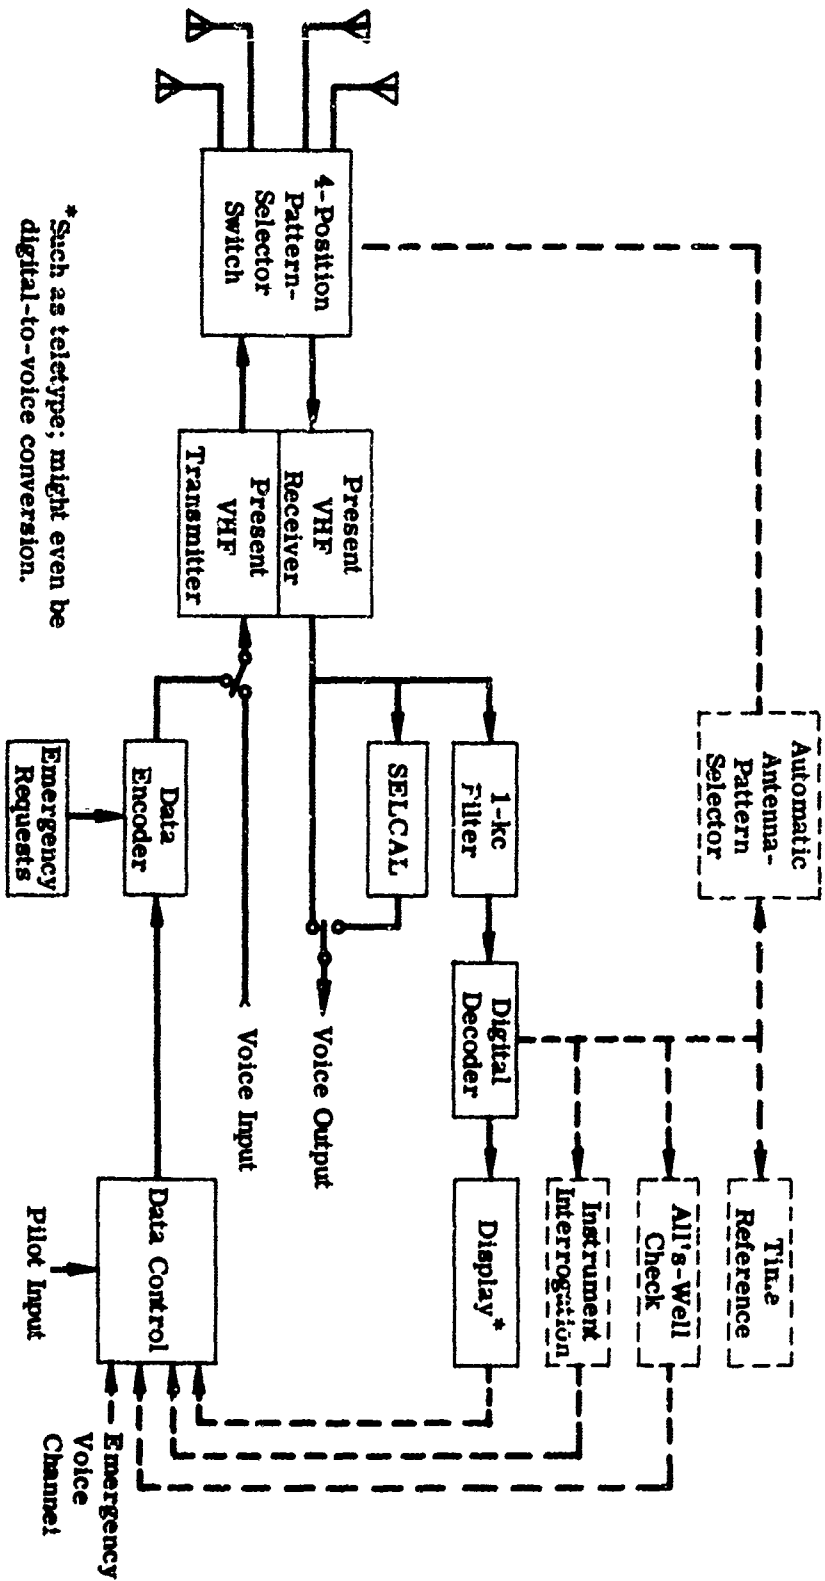 4-Position
Pattern-
Selector
Switch
Present
VHF
Receiver
Present
VHF
Transmitter
Automatic
Antenna-
Pattern
Selector
1-kc
Filter
SELCAL
Data
Encoder
Emergency
Requests
Digital
Decoder
Voice Output
Voice Input
Time
Reference
All's-Well
Check
Instrument
Interrogation
Display*
Data Control
Pilot Input
Emergency
Voice
Channel
*Such as teletype; might even be
digital-to-voice conversion.